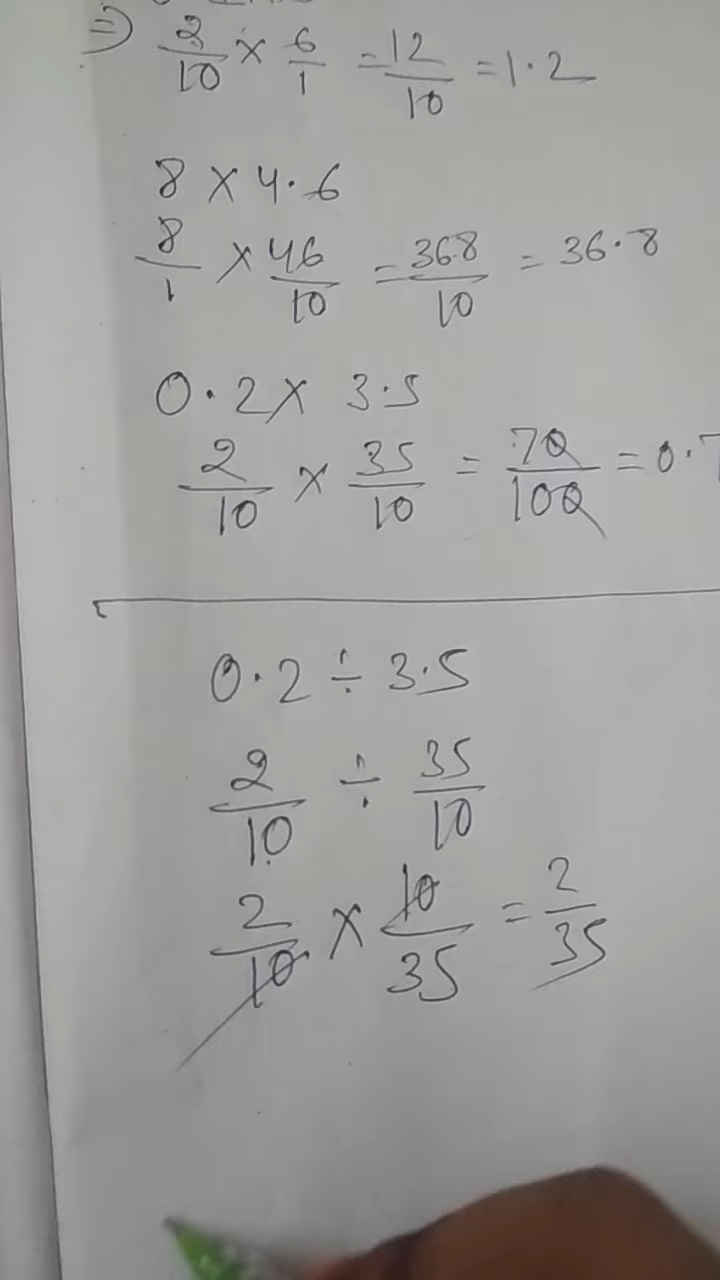 ⇒) 2/10 × 6/1 = 12/10 = 1.2
8 × 4.6
8/1 × 46/10 = 368/10 = 36.8
0.2 × 3.5
2/10 × 35/10 = 70/100 = 0.7
0.2 ÷ 3.5
2/10 ÷ 35/10
2/10 × 10/35 = 2/35